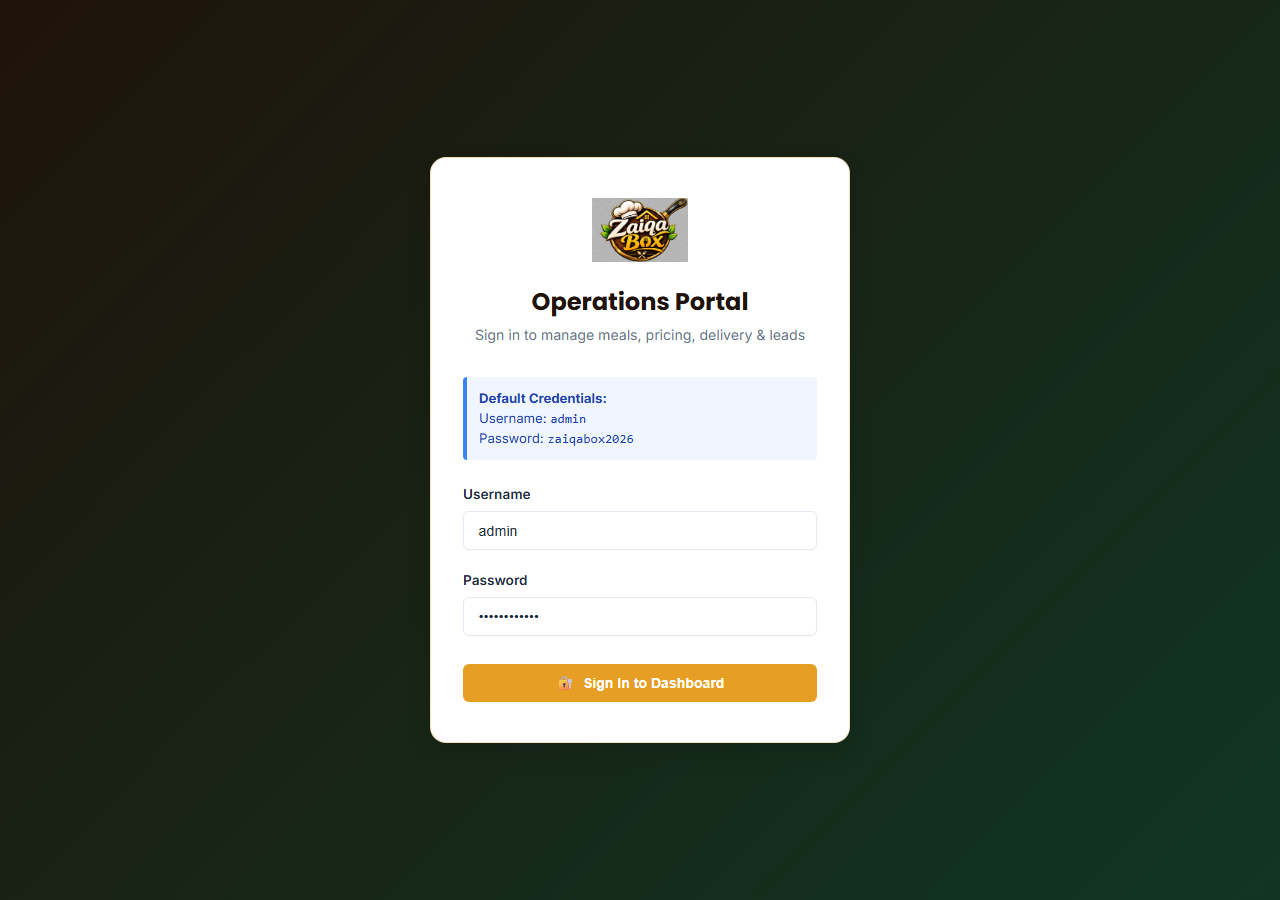 Zaiqa
Box
Operations Portal
Sign in to manage meals, pricing, delivery & leads
Default Credentials:
Username: admin
Password: zaiqabox2026
Username
admin
Password
••••••••••••
Sign In to Dashboard